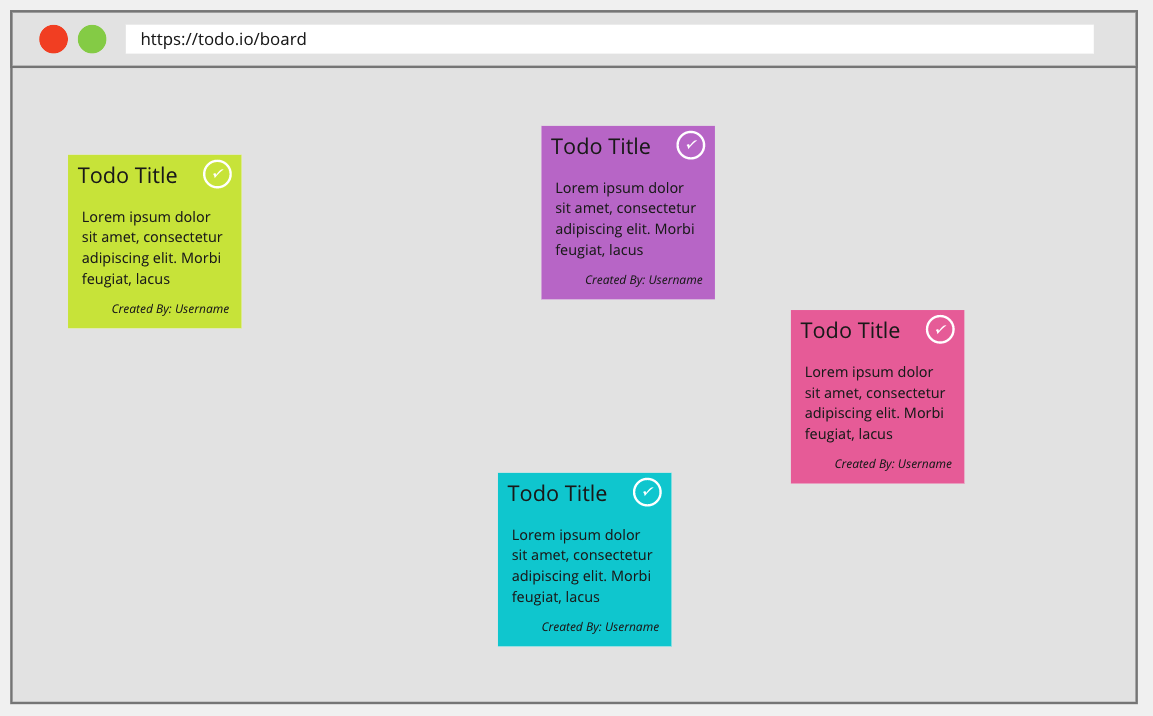 https://todo.io/board
Todo Title
✓
Lorem ipsum dolor
sit amet, consectetur
adipiscing elit. Morbi
feugiat, lacus
Created By: Username
Todo Title
✓
Lorem ipsum dolor
sit amet, consectetur
adipiscing elit. Morbi
feugiat, lacus
Created By: Username
Todo Title
✓
Lorem ipsum dolor
sit amet, consectetur
adipiscing elit. Morbi
feugiat, lacus
Created By: Username
Todo Title
✓
Lorem ipsum dolor
sit amet, consectetur
adipiscing elit. Morbi
feugiat, lacus
Created By: Username